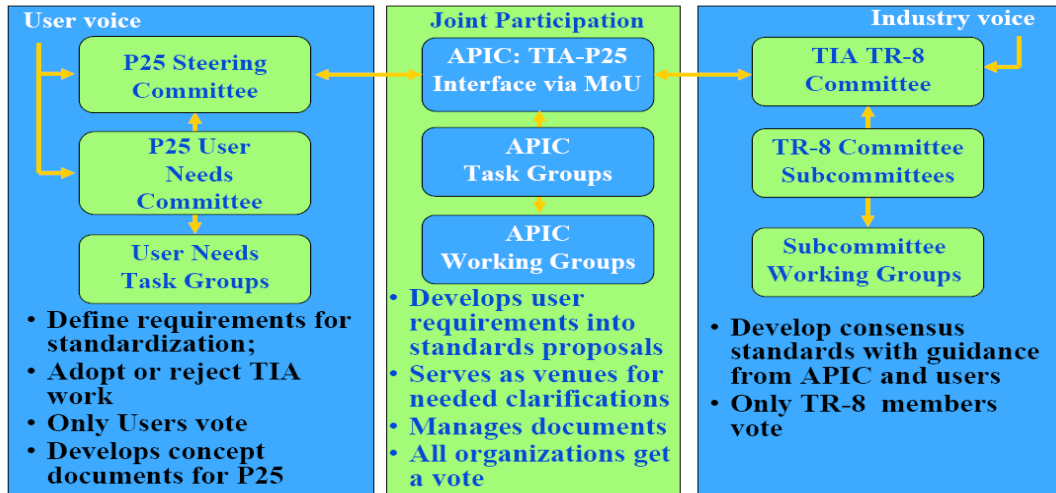 User voice
P25 Steering
Committee
P25 User
Needs
Committee
User Needs
Task Groups
• Define requirements for
standardization;
• Adopt or reject TIA
work
• Only Users vote
• Develops concept
documents for P25
Joint Participation
APIC: TIA-P25
Interface via MoU
APIC
Task Groups
APIC
Working Groups
• Develops user
requirements into
standards proposals
• Serves as venues for
needed clarifications
• Manages documents
• All organizations get
a vote
Industry voice
TIA TR-8
Committee
TR-8 Committee
Subcommittees
Subcommittee
Working Groups
• Develop consensus
standards with guidance
from APIC and users
• Only TR-8 members
vote